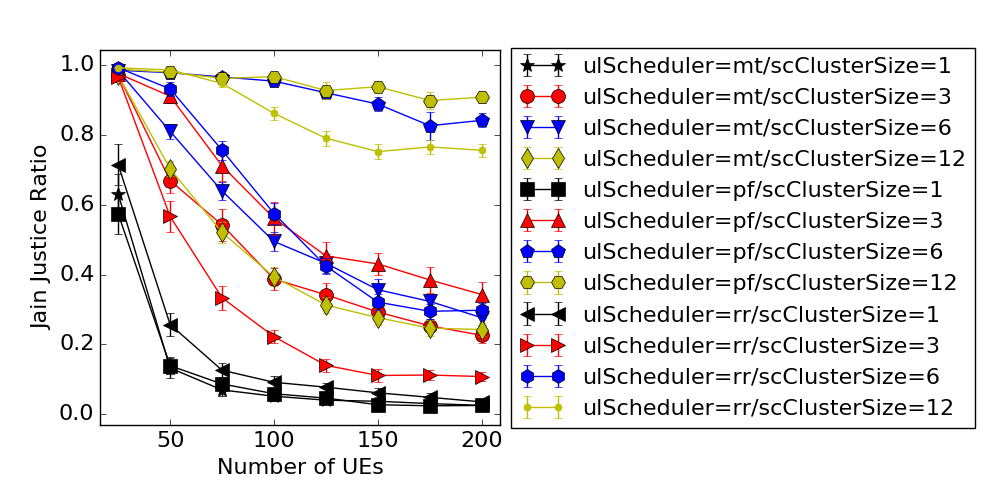 1.0
0.8
0.6
0.4
0.2
0.0
Jain Justice Ratio
50
100
150
200
Number of UEs
ulScheduler=mt/scClusterSize=1
ulScheduler=mt/scClusterSize=3
ulScheduler=mt/scClusterSize=6
ulScheduler=mt/scClusterSize=12
ulScheduler=pf/scClusterSize=1
ulScheduler=pf/scClusterSize=3
ulScheduler=pf/scClusterSize=6
ulScheduler=pf/scClusterSize=12
ulScheduler=rr/scClusterSize=1
ulScheduler=rr/scClusterSize=3
ulScheduler=rr/scClusterSize=6
ulScheduler=rr/scClusterSize=12